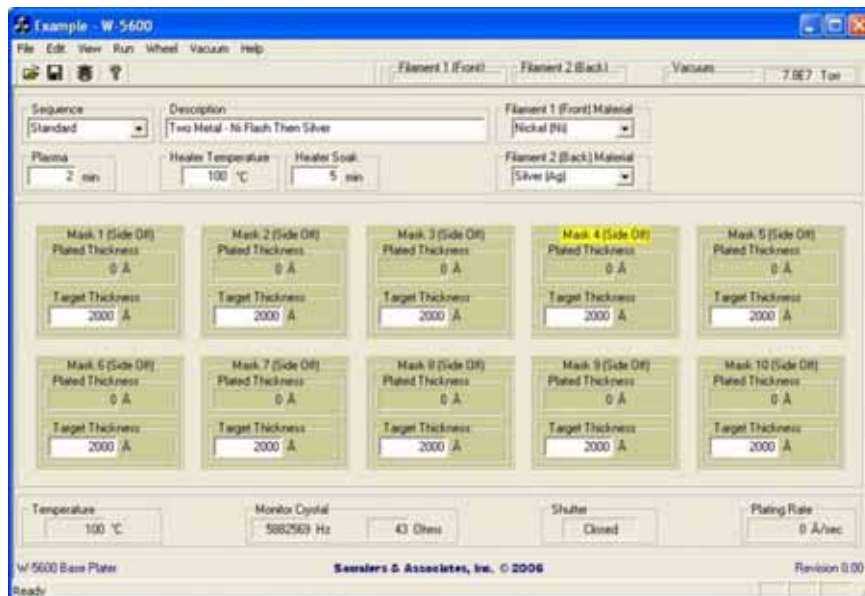 Example - W-5600
File Edit View Run Wheel Vacuum Help
Filament 1 (Front) Filament 2 (Back) Vacuum
7.8E7 Torr
Sequence Description Filament 1 (Front) Material
Standard Two Metal - Ni Flash Then Silver Nickel (Ni)
Plasma Heater Temperature Heater Soak Filament 2 (Back) Material
2 min 100 °C 5 min Silver (Ag)
Mask 1 (Side Off) Mask 2 (Side Off) Mask 3 (Side Off) Mask 4 (Side Off) Mask 5 (Side Off)
Plated Thickness Plated Thickness Plated Thickness Plated Thickness Plated Thickness
0 Å 0 Å 0 Å 0 Å 0 Å
Target Thickness Target Thickness Target Thickness Target Thickness Target Thickness
2000 Å 2000 Å 2000 Å 2000 Å 2000 Å
Mask 6 (Side Off) Mask 7 (Side Off) Mask 8 (Side Off) Mask 9 (Side Off) Mask 10 (Side Off)
Plated Thickness Plated Thickness Plated Thickness Plated Thickness Plated Thickness
0 Å 0 Å 0 Å 0 Å 0 Å
Target Thickness Target Thickness Target Thickness Target Thickness Target Thickness
2000 Å 2000 Å 2000 Å 2000 Å 2000 Å
Temperature Monitor Crystal Shutter Plating Rate
100 °C 5882569 Hz 43 Ohms Closed 0 Å/sec
W-5600 Base Plater Saunders & Associates, Inc. © 2006 Revision 0.00
Ready